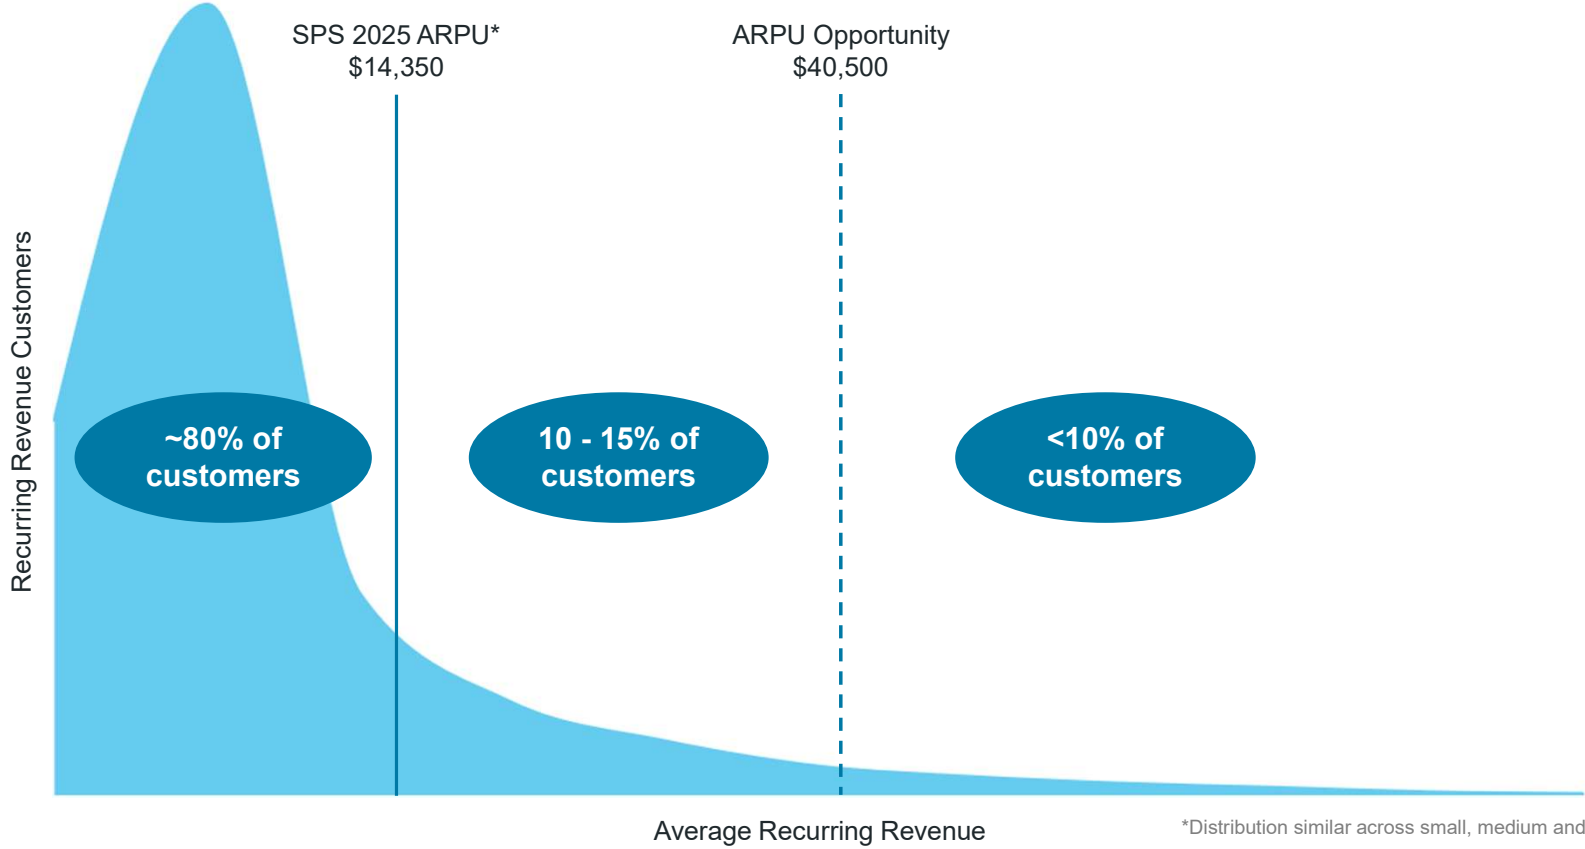 SPS 2025 ARPU*
$14,350
ARPU Opportunity
$40,500
Recurring Revenue Customers
~80% of
customers
10 - 15% of
customers
<10% of
customers
Average Recurring Revenue
*Distribution similar across small, medium and